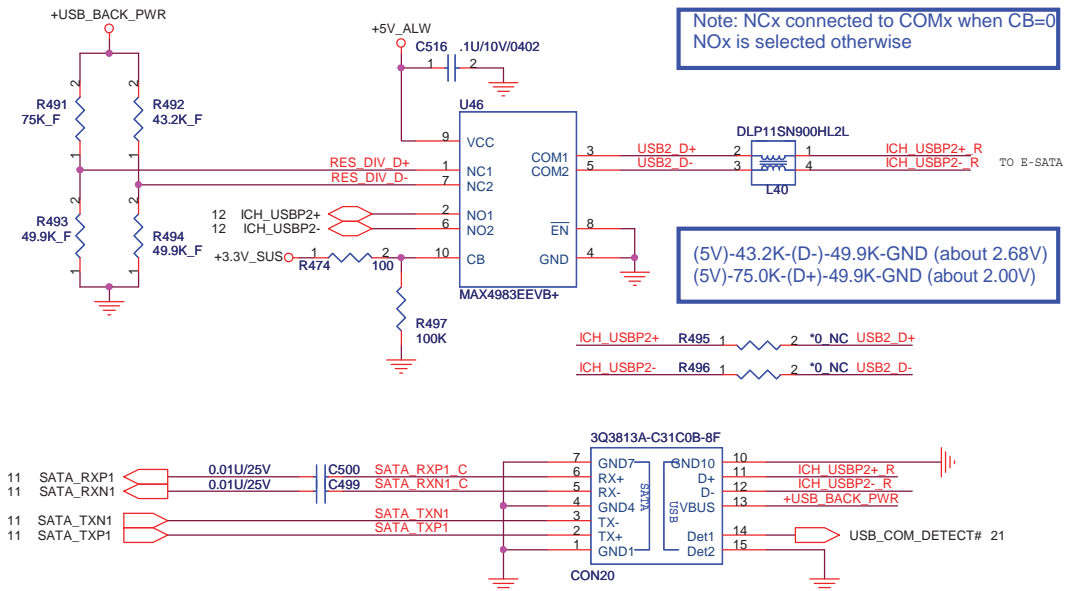 +USB_BACK_PWR
+5V_ALW
C516 .1U/10V/0402
1 2
Note: NCx connected to COMx when CB=0
NOx is selected otherwise
2 2
R491
75K_F
R492
43.2K_F
1 1
U46
9 VCC
RES_DIV_D+ 1 NC1
RES_DIV_D- 7 NC2
COM1 3 USB2_D+
COM2 5 USB2_D-
DLP11SN900HL2L
2 1
3 4
L40
ICH_USBP2+_R
ICH_USBP2-_R
TO E-SATA
2 2
R493
49.9K_F
R494
49.9K_F
1 1
12 ICH_USBP2+ 2 NO1
12 ICH_USBP2- 6 NO2
EN 8
+3.3V_SUS 1 2 10 CB
R474 100
GND 4
MAX4983EEVB+
R497
100K
(5V)-43.2K-(D-)-49.9K-GND (about 2.68V)
(5V)-75.0K-(D+)-49.9K-GND (about 2.00V)
ICH_USBP2+ R495 1 2 *0_NC USB2_D+
ICH_USBP2- R496 1 2 *0_NC USB2_D-
3Q3813A-C31C0B-8F
11 SATA_RXP1 0.01U/25V C500 SATA_RXP1_C
11 SATA_RXN1 0.01U/25V C499 SATA_RXN1_C
11 SATA_TXN1 SATA_TXN1
11 SATA_TXP1 SATA_TXP1
7 GND7
6 RX+
5 RX-
4 GND4
3 TX-
2 TX+
1 GND1
SATA
USB
GND10 10
D+ 11 ICH_USBP2+_R
D- 12 ICH_USBP2-_R
VBUS 13 +USB_BACK_PWR
Det1 14 USB_COM_DETECT# 21
Det2 15
CON20